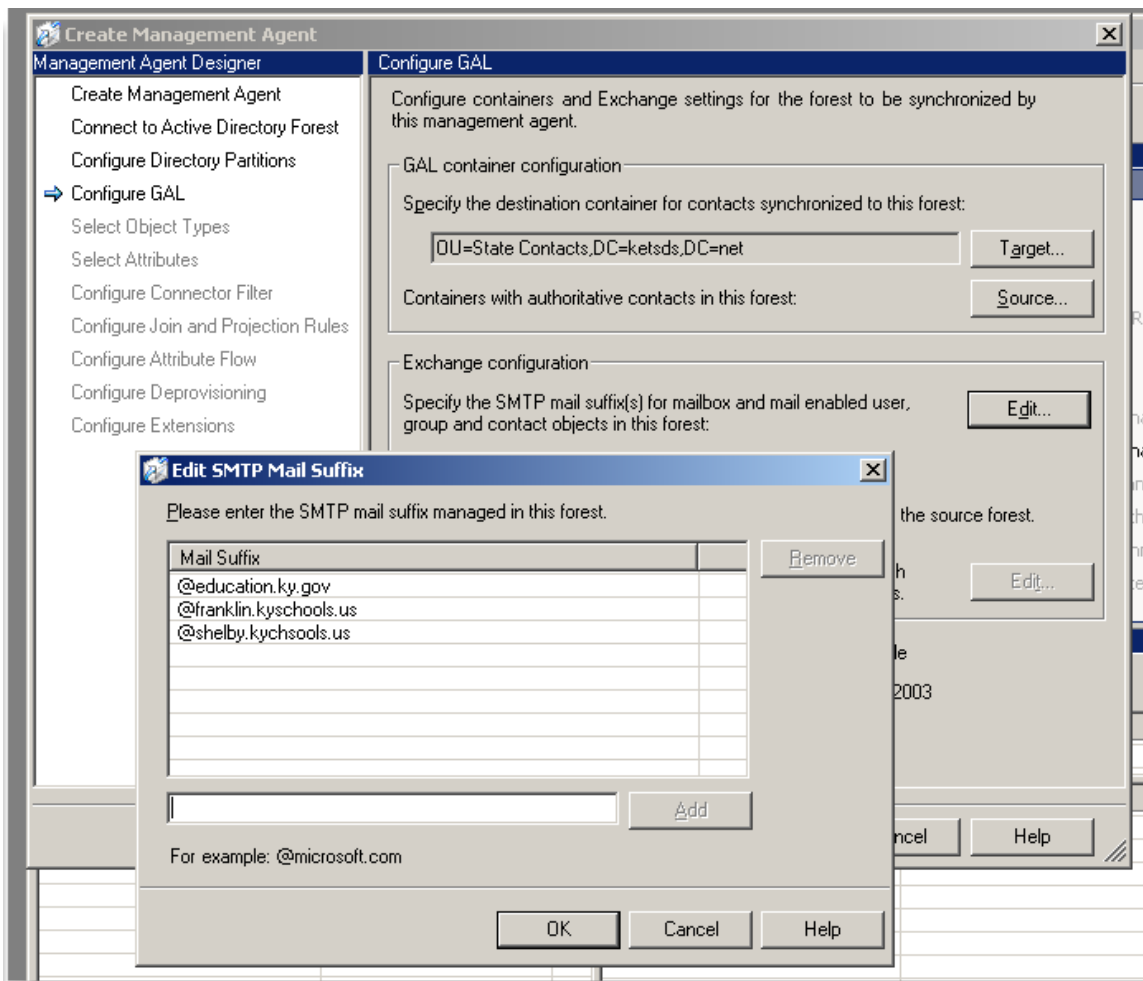 Create Management Agent
Management Agent Designer
Create Management Agent
Connect to Active Directory Forest
Configure Directory Partitions
Configure GAL
Select Object Types
Select Attributes
Configure Connector Filter
Configure Join and Projection Rules
Configure Attribute Flow
Configure Deprovisioning
Configure Extensions
Configure GAL
Configure containers and Exchange settings for the forest to be synchronized by
this management agent.
GAL container configuration
Specify the destination container for contacts synchronized to this forest:
OU=State Contacts,DC=ketsds,DC=net
Target...
Containers with authoritative contacts in this forest:
Source...
Exchange configuration
Specify the SMTP mail suffix(s) for mailbox and mail enabled user,
group and contact objects in this forest:
Edit...
the source forest.
Edit...
2003
Help
Edit SMTP Mail Suffix
Please enter the SMTP mail suffix managed in this forest.
Mail Suffix
@education.ky.gov
@franklin.kyschools.us
@shelby.kychsools.us
Remove
Add
For example: @microsoft.com
OK
Cancel
Help